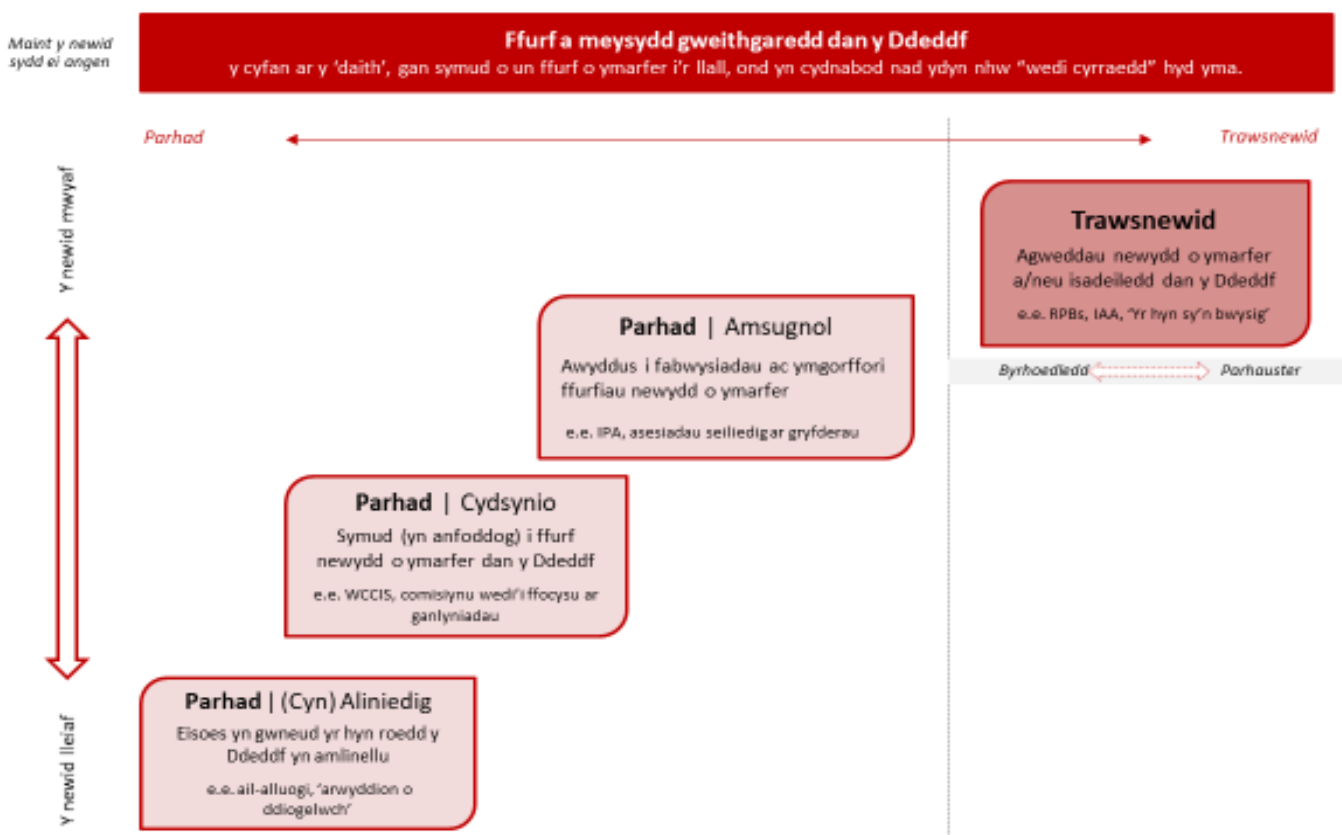 Maint y newid
sydd ei angen
Ffurf a meysydd gweithgaredd dan y Ddeddf
y cyfan ar y ‘daith’, gan symud o un ffurf o ymarfer i’r llall, ond yn cydnabod nad ydyn nhw “wedi cyrraedd” hyd yma.
Parhad
Trawsnewid
Y newid mwyaf
Trawsnewid
Agweddau newydd o ymarfer
a/neu isadeiledd dan y Ddeddf
e.e. RPBs, IAA, ‘Yr hyn sy’n bwysig’
Byrhoedledd
Parhauster
Parhad | Amsugnol
Awyddus i fabwysiadau ac ymgorffori
ffurfiau newydd o ymarfer
e.e. IPA, asesiadau seiliedig ar gryfderau
Parhad | Cydsynio
Symud (yn anfoddog) i ffurf
newydd o ymarfer dan y Ddeddf
e.e. WCCIS, comisiynu wedi’i ffocysu ar
ganlyniadau
Parhad | (Cyn) Aliniedig
Eisoes yn gwneud yr hyn roedd y
Ddeddf yn amlinellu
e.e. ail-alluogi, ‘arwyddion o
ddiogelwch’
Y newid lleiaf